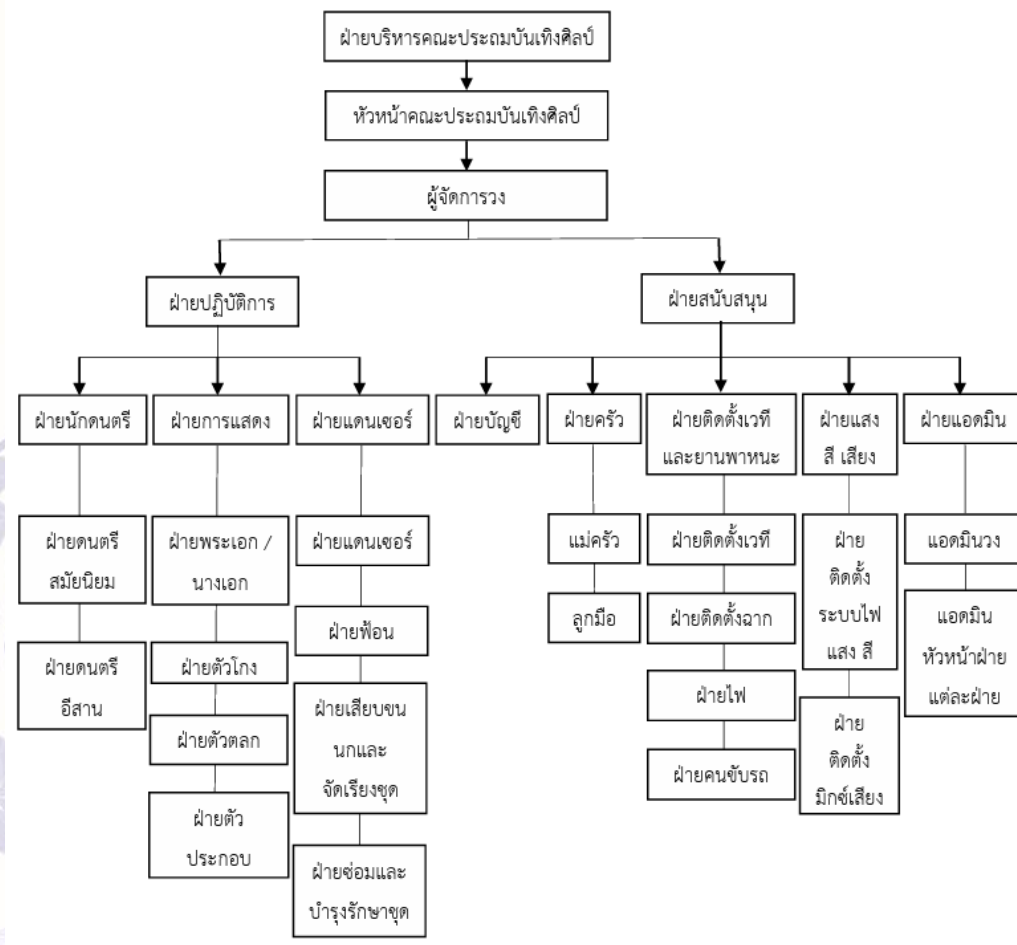 ฝ่ายบริหารคณะประถมบันเทิงศิลป์
หัวหน้าคณะประถมบันเทิงศิลป์
ผู้จัดการวง
ฝ่ายปฏิบัติการ
ฝ่ายนักดนตรี
ฝ่ายดนตรี
สมัยนิยม
ฝ่ายดนตรี
อีสาน
ฝ่ายการแสดง
ฝ่ายพระเอก /
นางเอก
ฝ่ายตัวโกง
ฝ่ายตัวตลก
ฝ่ายตัว
ประกอบ
ฝ่ายแดนเซอร์
ฝ่ายแดนเซอร์
ฝ่ายฟ้อน
ฝ่ายเสียบขน
นกและ
จัดเรียงชุด
ฝ่ายซ่อมและ
บำรุงรักษาชุด
ฝ่ายสนับสนุน
ฝ่ายบัญชี
ฝ่ายครัว
แม่ครัว
ลูกมือ
ฝ่ายติดตั้งเวที
และยานพาหนะ
ฝ่ายติดตั้งเวที
ฝ่ายติดตั้งฉาก
ฝ่ายไฟ
ฝ่ายคนขับรถ
ฝ่ายแสง
สี เสียง
ฝ่าย
ติดตั้ง
ระบบไฟ
แสง สี
ฝ่าย
ติดตั้ง
มิกซ์เสียง
ฝ่ายแอดมิน
แอดมินวง
แอดมิน
หัวหน้าฝ่าย
แต่ละฝ่าย